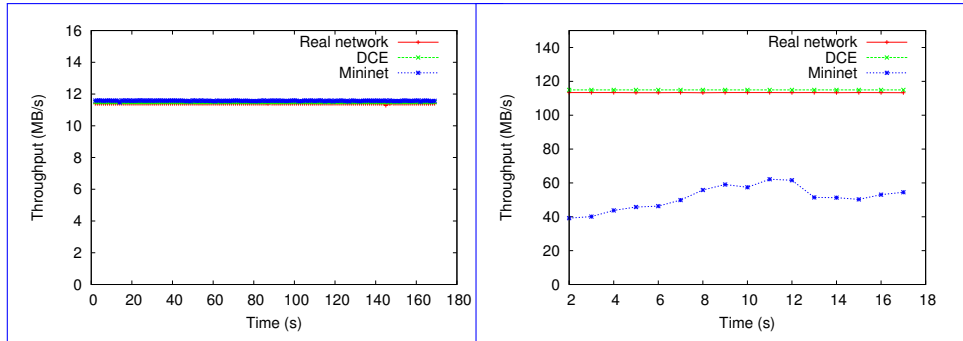 Throughput (MB/s)
16
14
12
10
8
6
4
2
0
Real network
DCE
Mininet
0 20 40 60 80 100 120 140 160 180
Time (s)
Throughput (MB/s)
140
120
100
80
60
40
20
0
Real network
DCE
Mininet
2 4 6 8 10 12 14 16 18
Time (s)